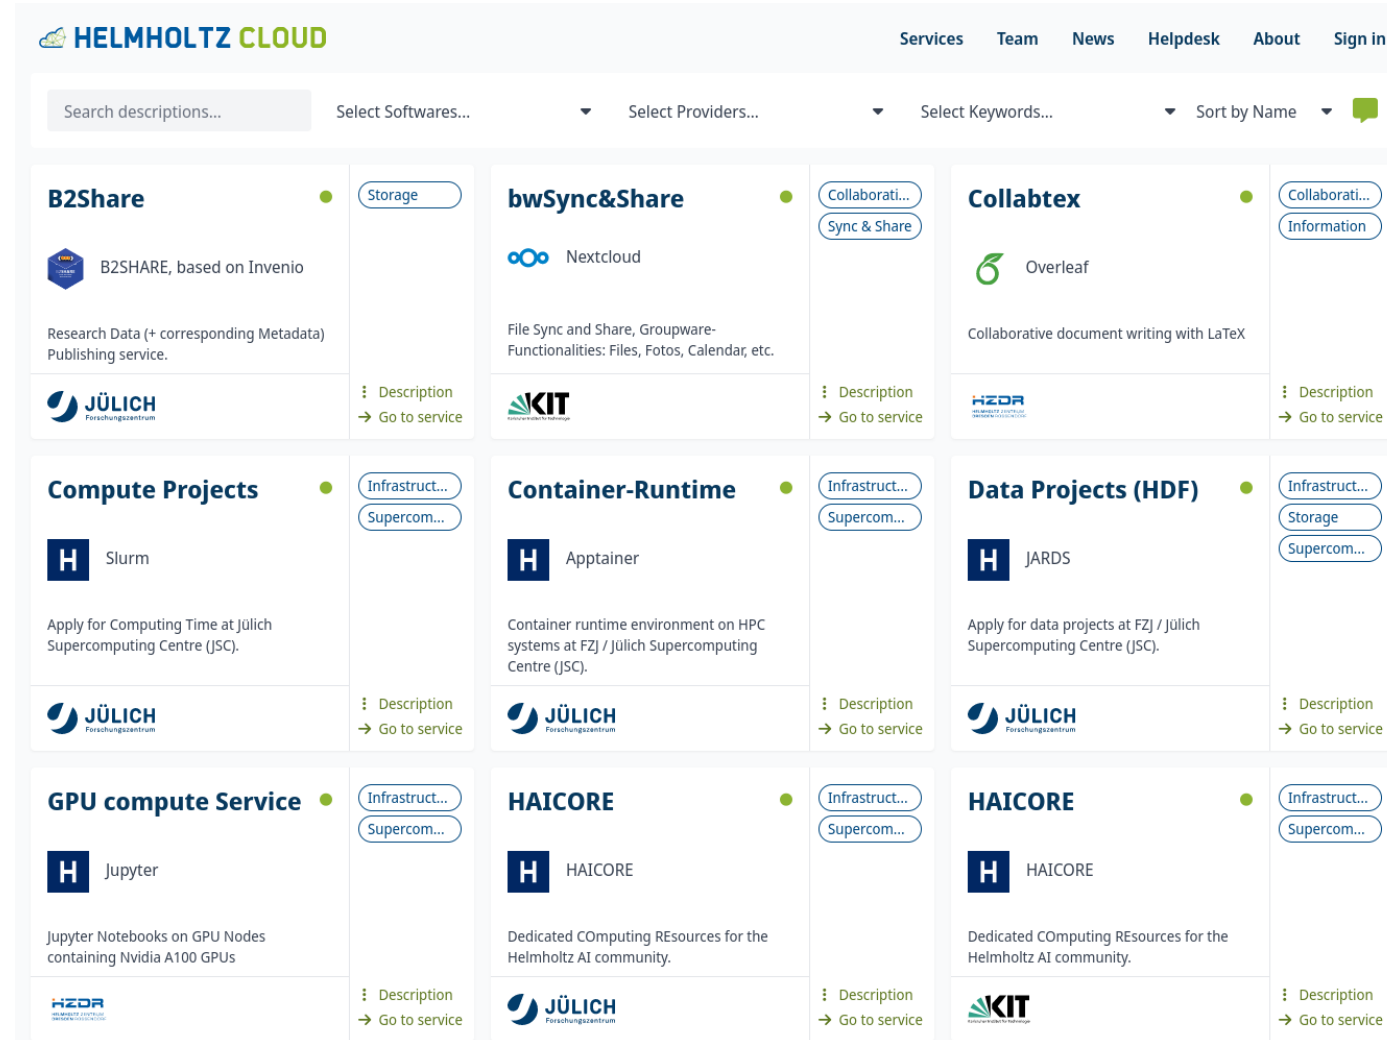 HELMHOLTZ CLOUD
Services Team News Helpdesk About Sign in
Search descriptions... Select Softwares... Select Providers... Select Keywords... Sort by Name
B2Share
Storage
B2SHARE, based on Invenio
Research Data (+ corresponding Metadata)
Publishing service.
JÜLICH
Forschungszentrum
Description
Go to service
bwSync&Share
Collaborati...
Sync & Share
Nextcloud
File Sync and Share, Groupware-
Functionalities: Files, Fotos, Calendar, etc.
KIT
Description
Go to service
Collabtex
Collaborati...
Information
Overleaf
Collaborative document writing with LaTeX
HZDR
Description
Go to service
Compute Projects
Infrastruct...
Supercom...
H Slurm
Apply for Computing Time at Jülich
Supercomputing Centre (JSC).
JÜLICH
Forschungszentrum
Description
Go to service
Container-Runtime
Infrastruct...
Supercom...
H Apptainer
Container runtime environment on HPC
systems at FZJ / Jülich Supercomputing
Centre (JSC).
JÜLICH
Forschungszentrum
Description
Go to service
Data Projects (HDF)
Infrastruct...
Storage
Supercom...
H JARDS
Apply for data projects at FZJ / Jülich
Supercomputing Centre (JSC).
JÜLICH
Forschungszentrum
Description
Go to service
GPU compute Service
Infrastruct...
Supercom...
H Jupyter
Jupyter Notebooks on GPU Nodes
containing Nvidia A100 GPUs
HZDR
Description
Go to service
HAICORE
Infrastruct...
Supercom...
H HAICORE
Dedicated COmputing REsources for the
Helmholtz AI community.
JÜLICH
Forschungszentrum
Description
Go to service
HAICORE
Infrastruct...
Supercom...
H HAICORE
Dedicated COmputing REsources for the
Helmholtz AI community.
KIT
Description
Go to service